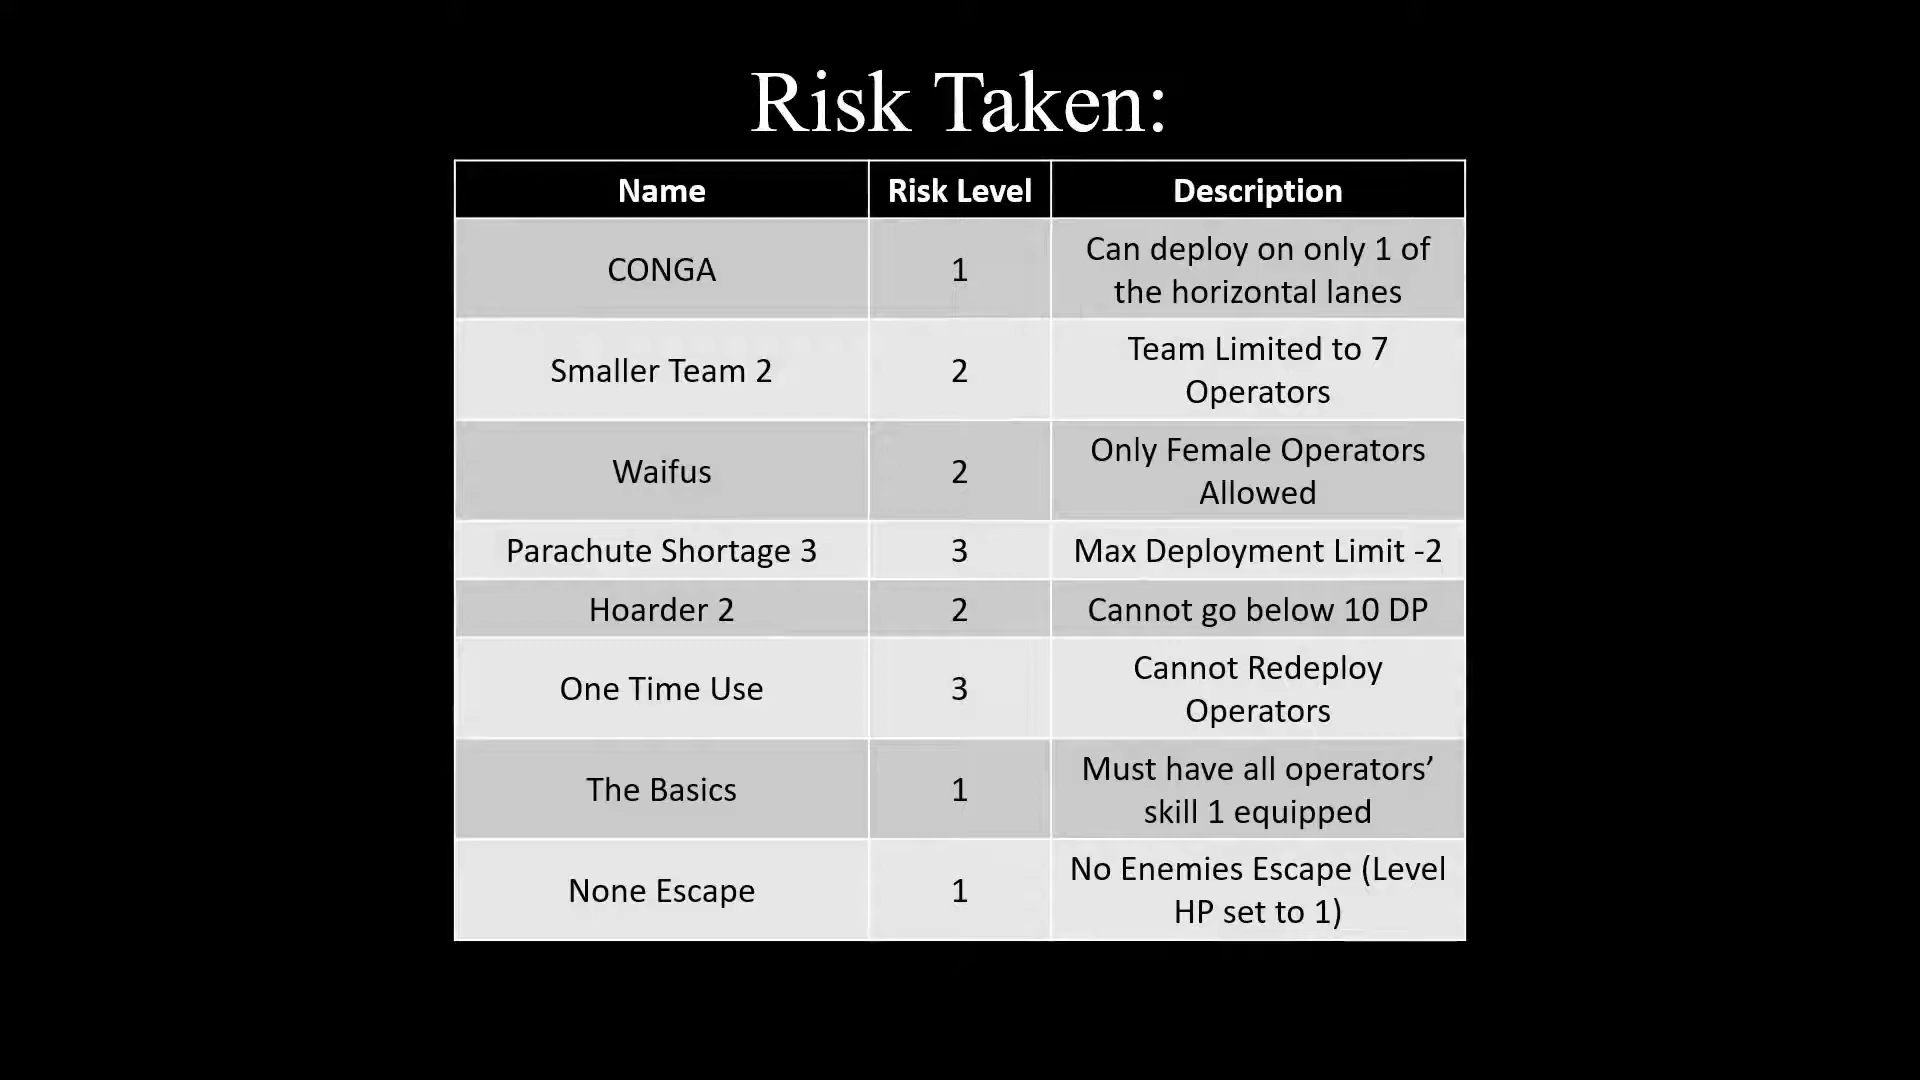 Risk Taken:
Name Risk Level Description
CONGA 1 Can deploy on only 1 of
the horizontal lanes
Smaller Team 2 2 Team Limited to 7
Operators
Waifus 2 Only Female Operators
Allowed
Parachute Shortage 3 3 Max Deployment Limit -2
Hoarder 2 2 Cannot go below 10 DP
One Time Use 3 Cannot Redeploy
Operators
The Basics 1 Must have all operators’
skill 1 equipped
None Escape 1 No Enemies Escape (Level
HP set to 1)